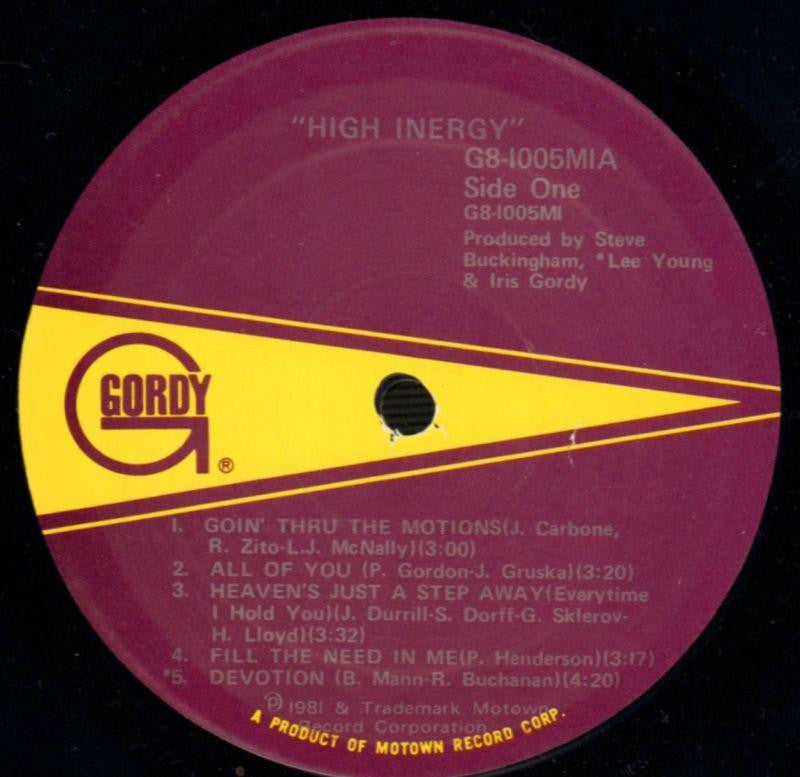 "HIGH INERGY"
G8-1005M1A
Side One
G8-1005M1
Produced by Steve
Buckingham, *Lee Young
& Iris Gordy
GORDY
®
1. GOIN' THRU THE MOTIONS(J. Carbone,
R. Zito-L.J. McNally)(3:00)
2. ALL OF YOU (P. Gordon-J. Gruska)(3:20)
3. HEAVEN'S JUST A STEP AWAY(Everytime
I Hold You)(J. Durrill-S. Dorff-G. Sklerov-
H. Lloyd)(3:32)
4. FILL THE NEED IN ME(P. Henderson)(3:17)
*5. DEVOTION (B. Mann-R. Buchanan)(4:20)
℗ 1981 & Trademark Motown
Record Corporation
A PRODUCT OF MOTOWN RECORD CORP.